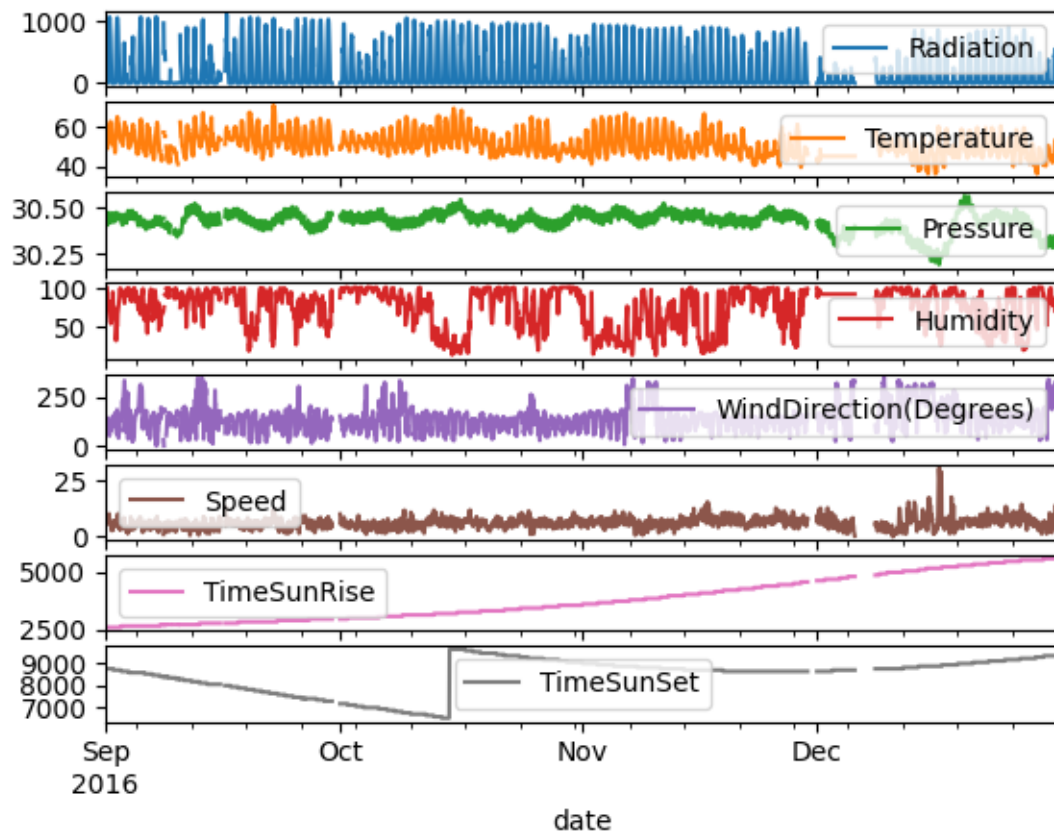 1000
0
Radiation
60
40
Temperature
30.50
30.25
Pressure
100
50
Humidity
250
0
WindDirection(Degrees)
25
0
Speed
5000
2500
TimeSunRise
9000
8000
7000
TimeSunSet
Sep Oct Nov Dec
2016
date